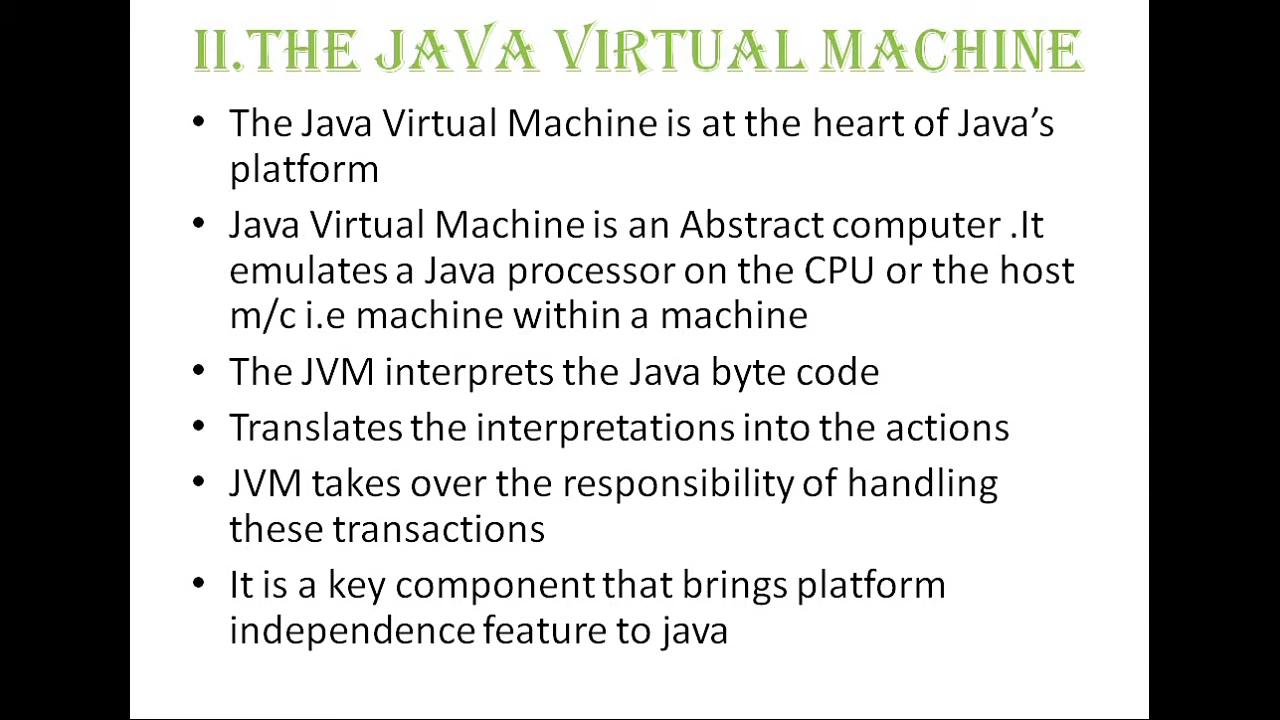 II.THE JAVA VIRTUAL MACHINE
• The Java Virtual Machine is at the heart of Java’s
platform
• Java Virtual Machine is an Abstract computer .It
emulates a Java processor on the CPU or the host
m/c i.e machine within a machine
• The JVM interprets the Java byte code
• Translates the interpretations into the actions
• JVM takes over the responsibility of handling
these transactions
• It is a key component that brings platform
independence feature to java